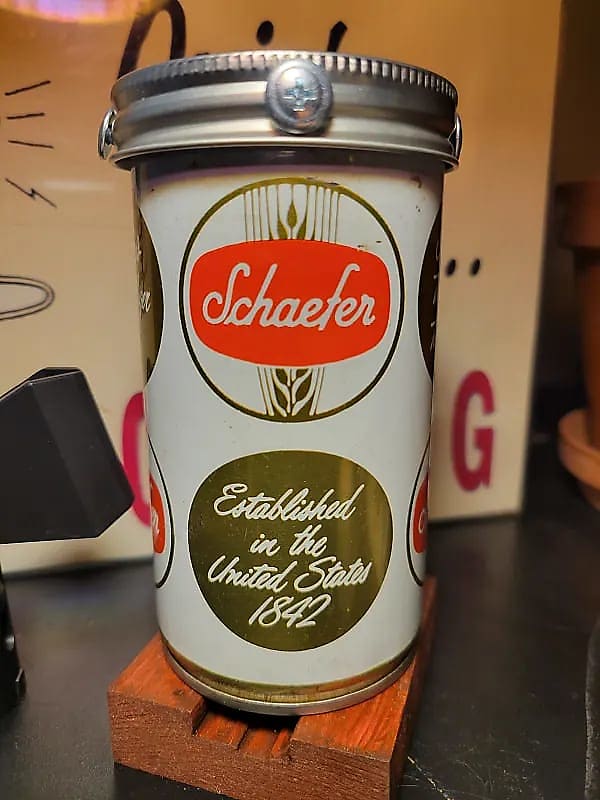 Schaefer
Established
in the
United States
1842
G